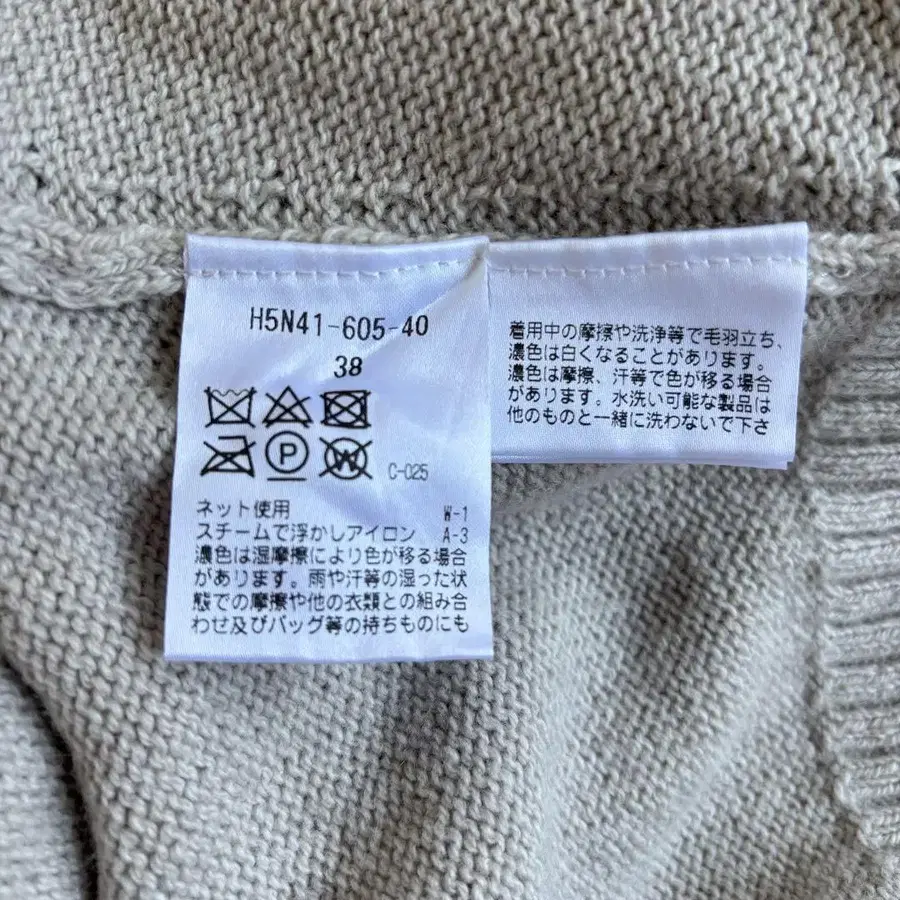 H5N41-605-40
38
P W C-025
ネット使用 W-1
スチームで浮かしアイロン A-3
濃色は湿摩擦により色が移る場合
があります。雨や汗等の湿った状
態での摩擦や他の衣類との組み合
わせ及びバッグ等の持ちものにも
着用中の摩擦や洗浄等で毛羽立ち、
濃色は白くなることがあります。
濃色は摩擦、汗等で色が移る場合
があります。水洗い可能な製品は
他のものと一緒に洗わないで下さ